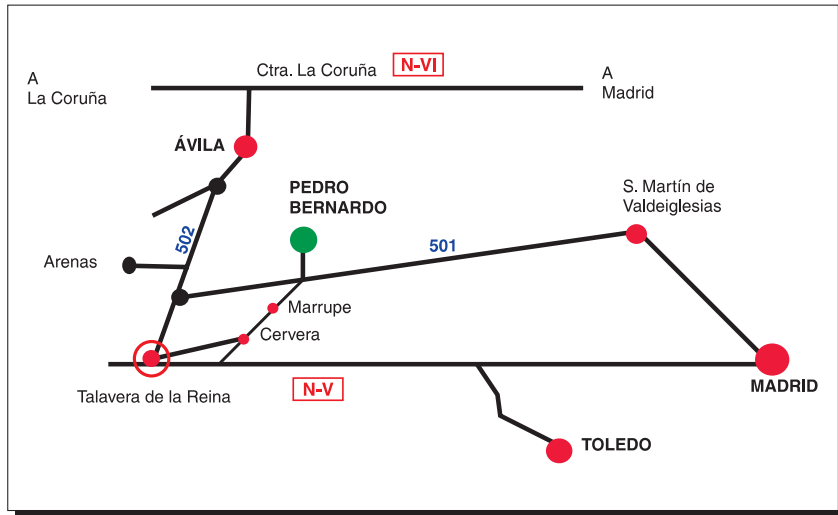 Ctra. La Coruña
N-VI
A
La Coruña
A
Madrid
ÁVILA
PEDRO
BERNARDO
S. Martín de
Valdeiglesias
502
501
Arenas
Marrupe
Cervera
Talavera de la Reina
N-V
MADRID
TOLEDO